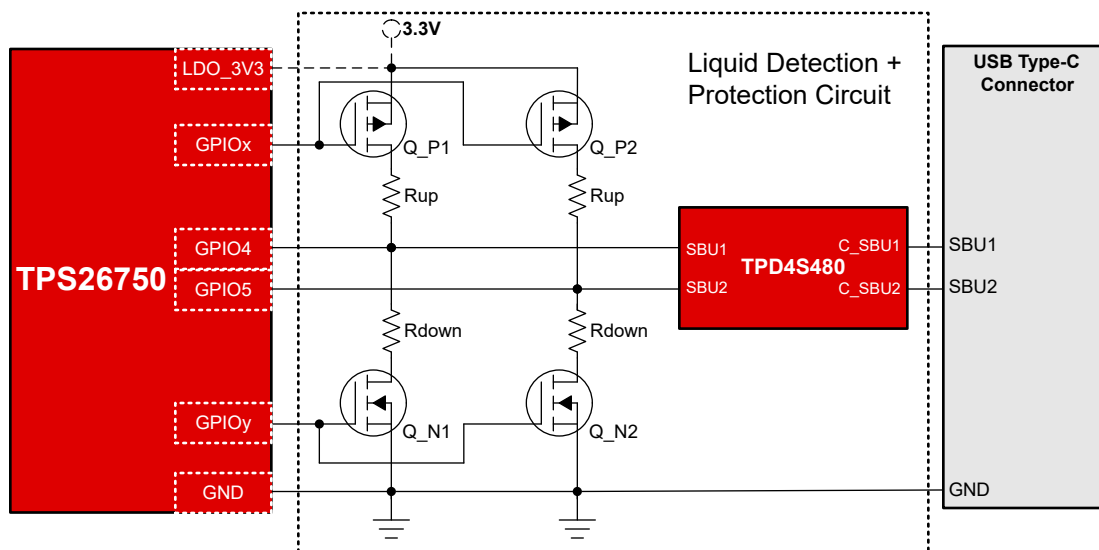 3.3V
LDO_3V3
Liquid Detection +
Protection Circuit
USB Type-C
Connector
GPIOx
Q_P1
Q_P2
Rup
Rup
GPIO4
SBU1
C_SBU1
SBU1
TPS26750
TPD4S480
GPIO5
SBU2
C_SBU2
SBU2
Rdown
Rdown
GPIOy
Q_N1
Q_N2
GND
GND